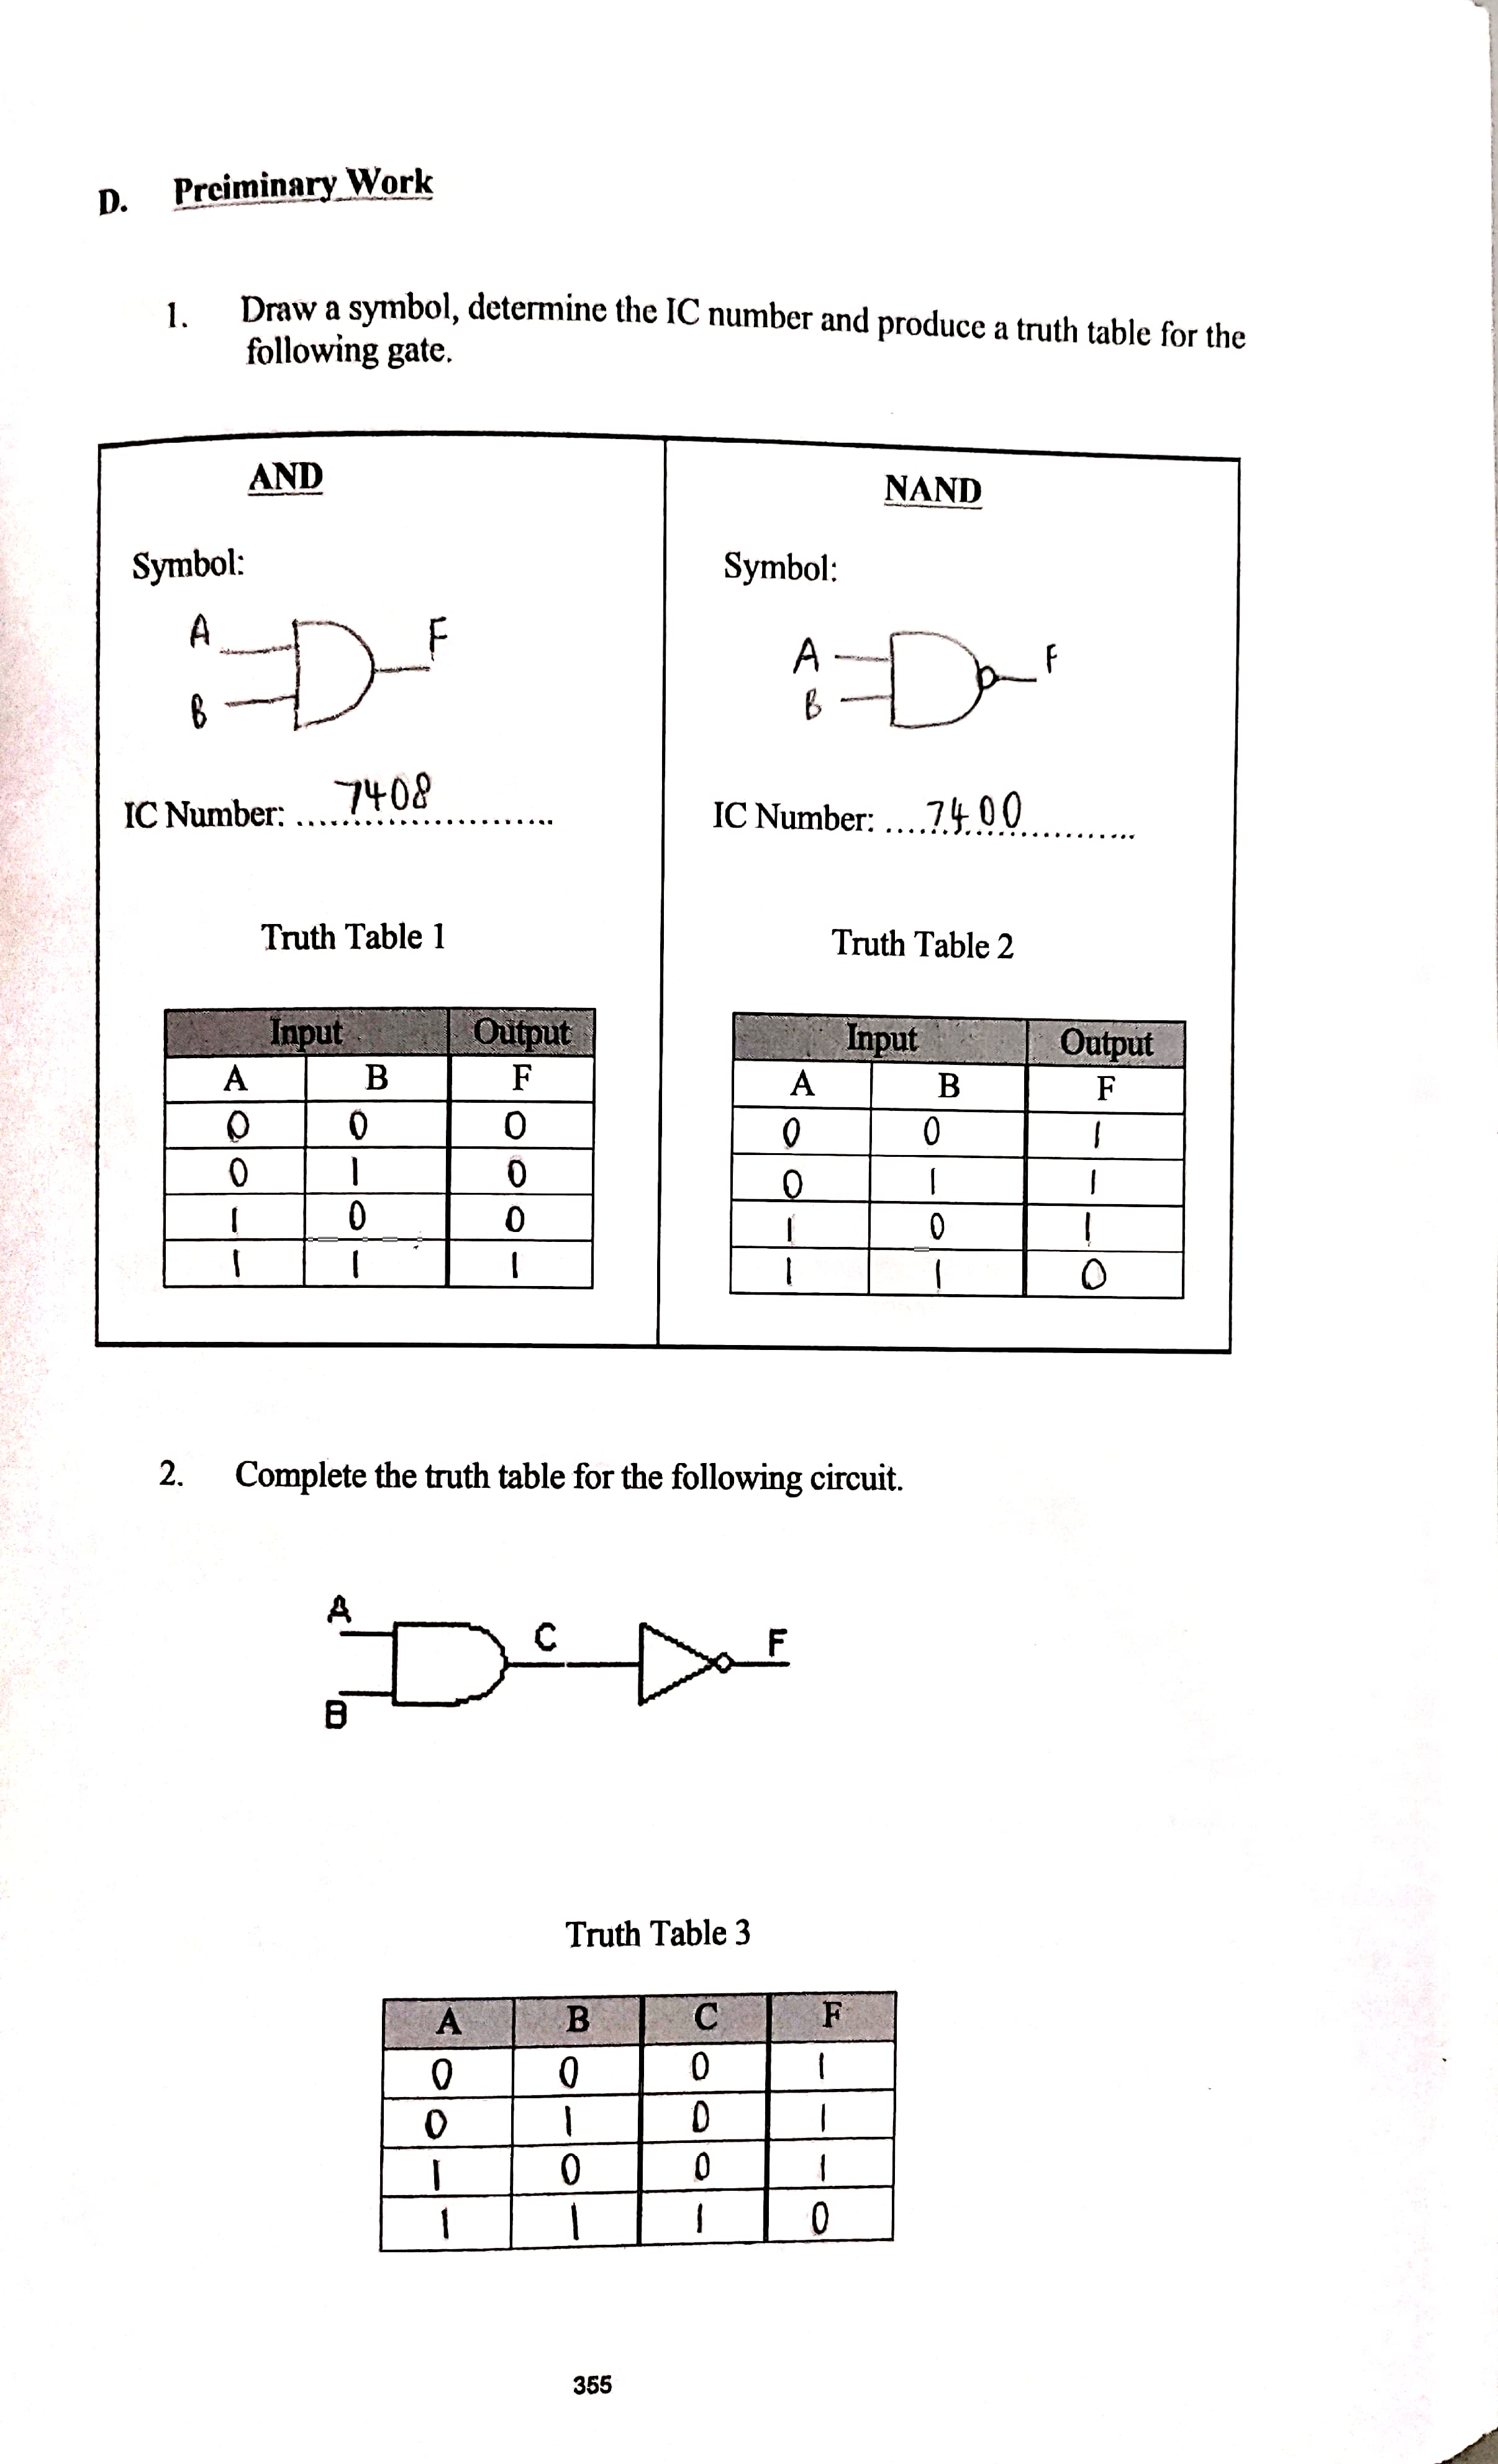 D. Preiminary Work
1. Draw a symbol, determine the IC number and produce a truth table for the
following gate.
AND
Symbol:
A
F
B
IC Number: ....7408....................
Truth Table 1
Input Output
A B F
0 0 0
0 1 0
1 0 0
1 1 1
NAND
Symbol:
A
F
B
IC Number: ....7400....................
Truth Table 2
Input Output
A B F
0 0 1
0 1 1
1 0 1
1 1 0
2. Complete the truth table for the following circuit.
A
C
F
B
Truth Table 3
A B C F
0 0 0 1
0 1 0 1
1 0 0 1
1 1 1 0
355